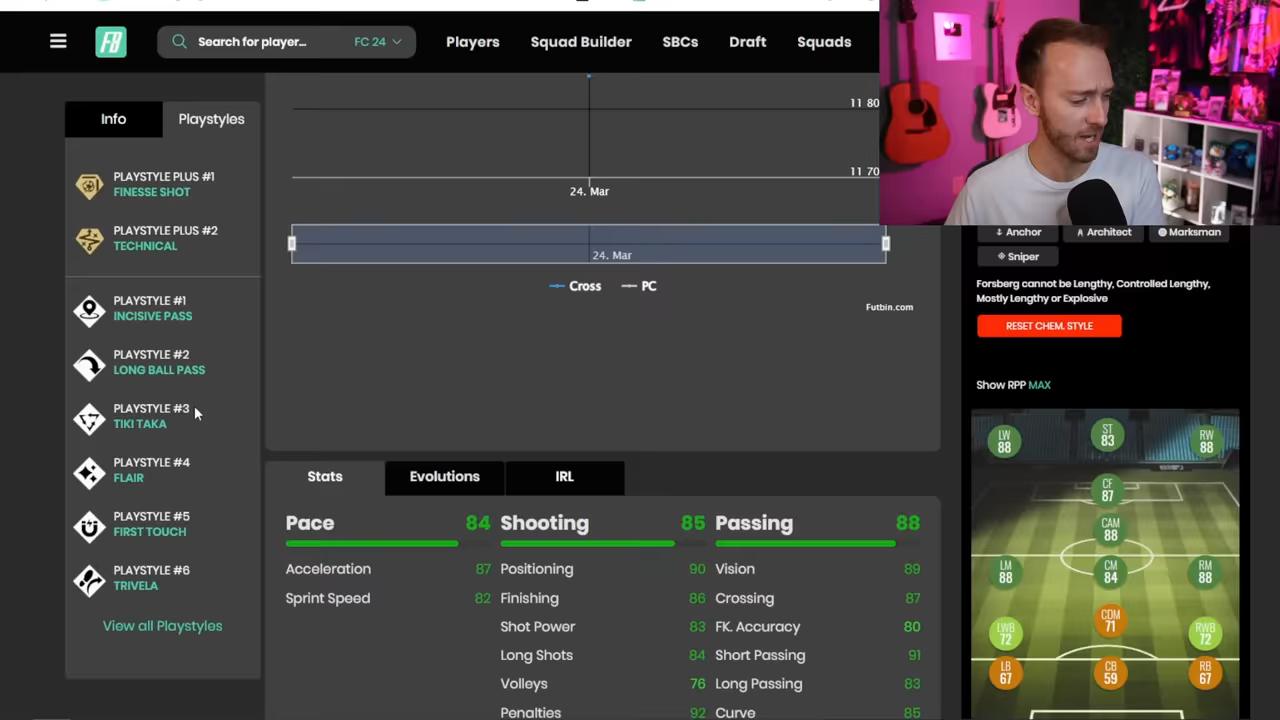 FB
Search for player...
FC 24
Players
Squad Builder
SBCs
Draft
Squads
Info
Playstyles
PLAYSTYLE PLUS #1
FINESSE SHOT
PLAYSTYLE PLUS #2
TECHNICAL
PLAYSTYLE #1
INCISIVE PASS
PLAYSTYLE #2
LONG BALL PASS
PLAYSTYLE #3
TIKI TAKA
PLAYSTYLE #4
FLAIR
PLAYSTYLE #5
FIRST TOUCH
PLAYSTYLE #6
TRIVELA
View all Playstyles
11 80
11 70
24. Mar
24. Mar
Cross
PC
Futbin.com
Stats
Evolutions
IRL
Pace 84
Acceleration 87
Sprint Speed 82
Shooting 85
Positioning 90
Finishing 86
Shot Power 83
Long Shots 84
Volleys 76
Penalties 92
Passing 88
Vision 89
Crossing 87
FK. Accuracy 80
Short Passing 91
Long Passing 83
Curve 85
Anchor
Architect
Marksman
Sniper
Forsberg cannot be Lengthy, Controlled Lengthy,
Mostly Lengthy or Explosive
RESET CHEM. STYLE
Show RPP MAX
LW
88
ST
83
RW
88
CF
87
CAM
88
LM
88
CM
84
RM
88
CDM
71
LWB
72
RWB
72
LB
67
CB
59
RB
67